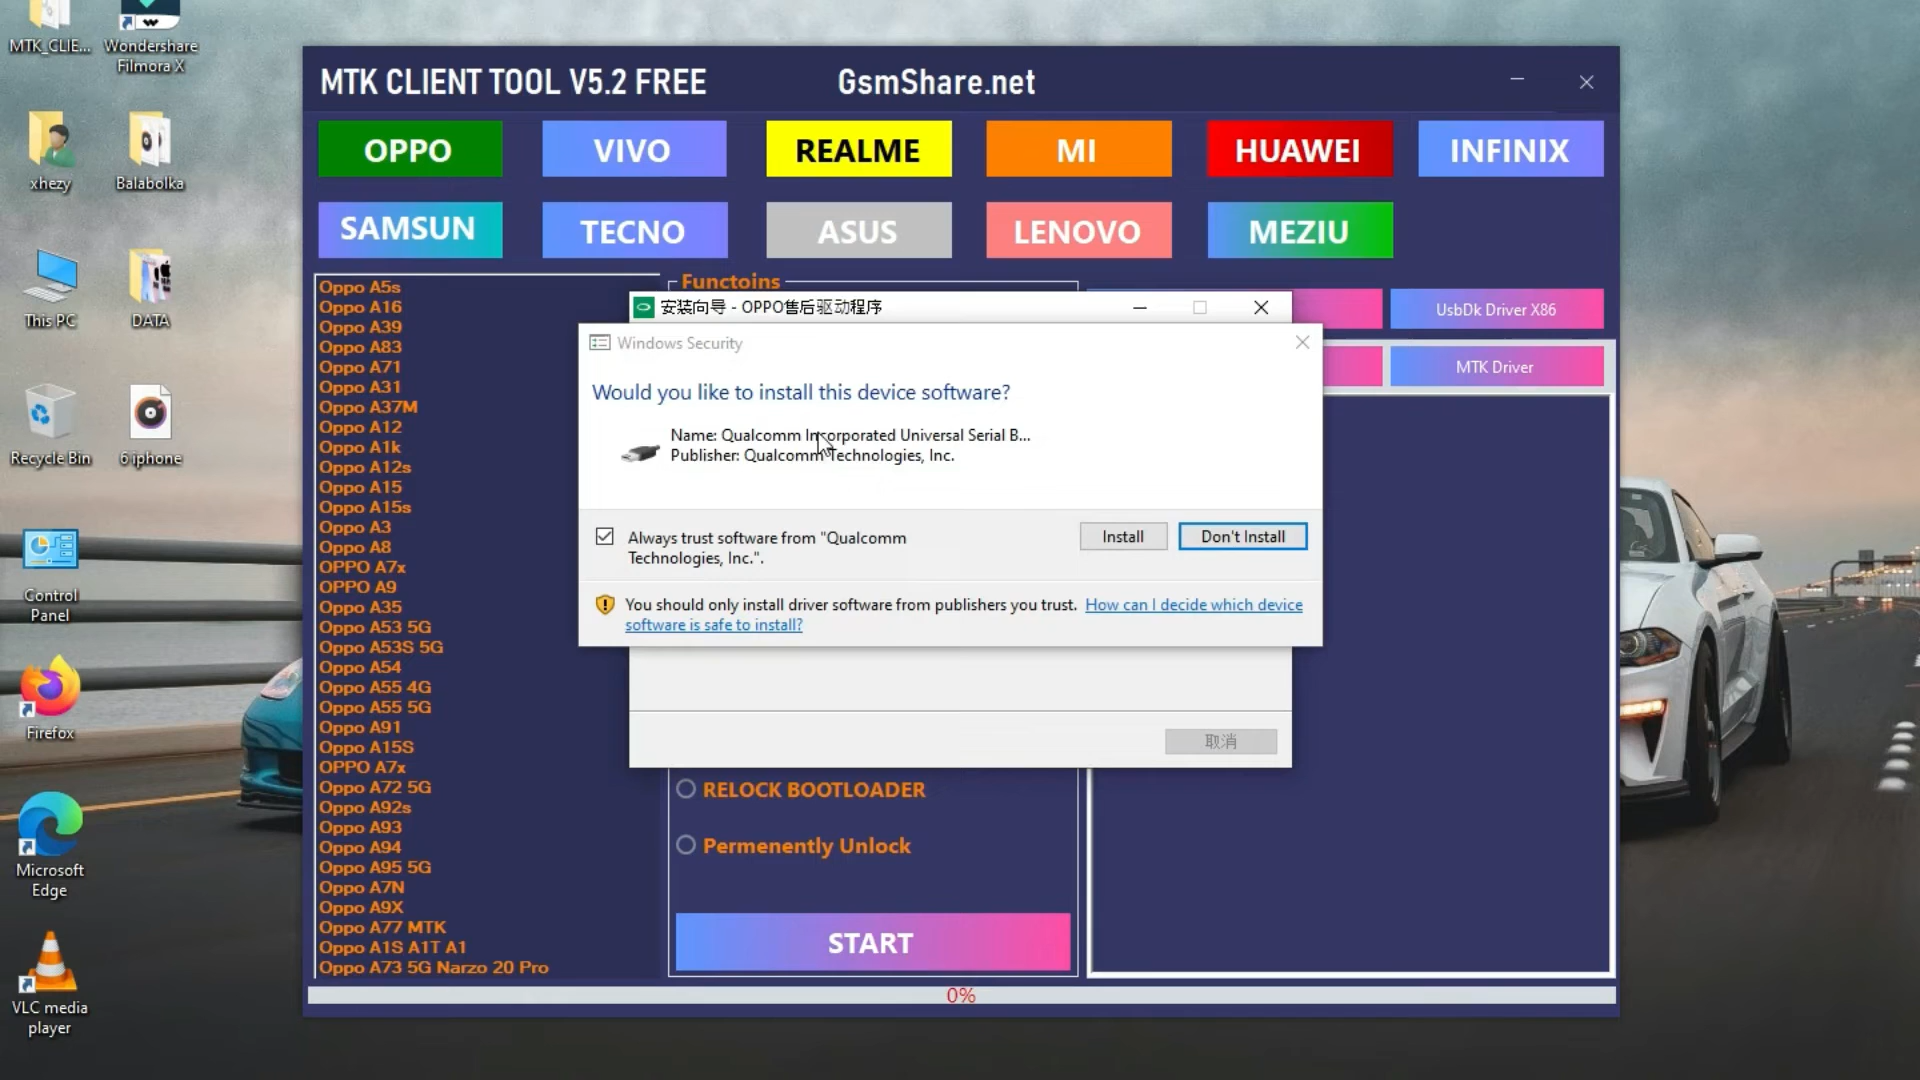 MTK_CLIE...
Wondershare
Filmora X
xhezy
Balabolka
This PC
DATA
Recycle Bin
6 iphone
Control
Panel
Firefox
Microsoft
Edge
VLC media
player
MTK CLIENT TOOL V5.2 FREE
GsmShare.net
OPPO
VIVO
REALME
MI
HUAWEI
INFINIX
SAMSUN
TECNO
ASUS
LENOVO
MEZIU
Oppo A5s
Oppo A16
Oppo A39
Oppo A83
Oppo A71
Oppo A31
Oppo A37M
Oppo A12
Oppo A1k
Oppo A12s
Oppo A15
Oppo A15s
Oppo A3
Oppo A8
OPPO A7x
OPPO A9
Oppo A35
Oppo A53 5G
Oppo A53S 5G
Oppo A54
Oppo A55 4G
Oppo A55 5G
Oppo A91
Oppo A15S
OPPO A7x
Oppo A72 5G
Oppo A92s
Oppo A93
Oppo A94
Oppo A95 5G
Oppo A7N
Oppo A9X
Oppo A77 MTK
Oppo A1S A1T A1
Oppo A73 5G Narzo 20 Pro
Functoins
UsbDk Driver X86
MTK Driver
安装向导 - OPPO售后驱动程序
Windows Security
Would you like to install this device software?
Name: Qualcomm Incorporated Universal Serial B...
Publisher: Qualcomm Technologies, Inc.
Always trust software from "Qualcomm
Technologies, Inc.".
Install
Don't Install
You should only install driver software from publishers you trust. How can I decide which device
software is safe to install?
取消
RELOCK BOOTLOADER
Permenently Unlock
START
0%